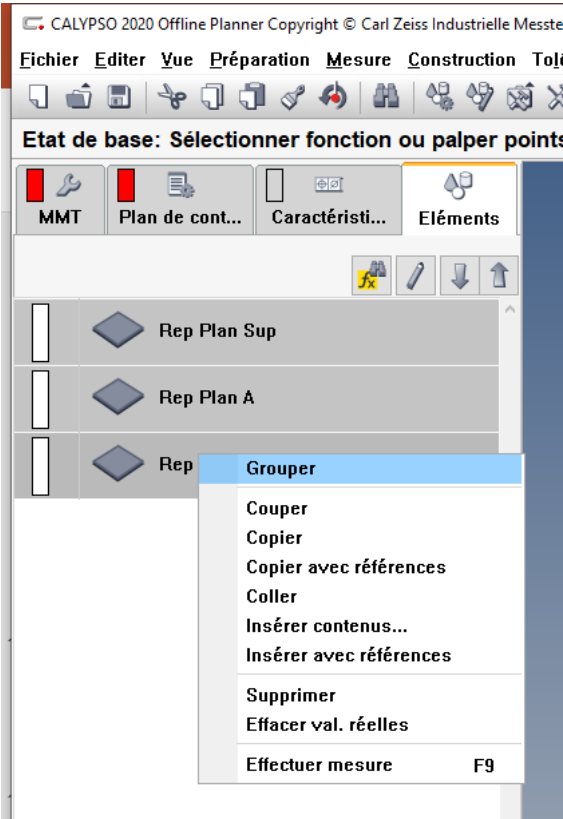 CALYPSO 2020 Offline Planner Copyright © Carl Zeiss Industrielle Messte
Fichier Editer Vue Préparation Mesure Construction Tolé
Etat de base: Sélectionner fonction ou palper points
MMT Plan de cont... Caractéristi... Eléments
fx
Rep Plan Sup
Rep Plan A
Rep
Grouper
Couper
Copier
Copier avec références
Coller
Insérer contenus...
Insérer avec références
Supprimer
Effacer val. réelles
Effectuer mesure F9